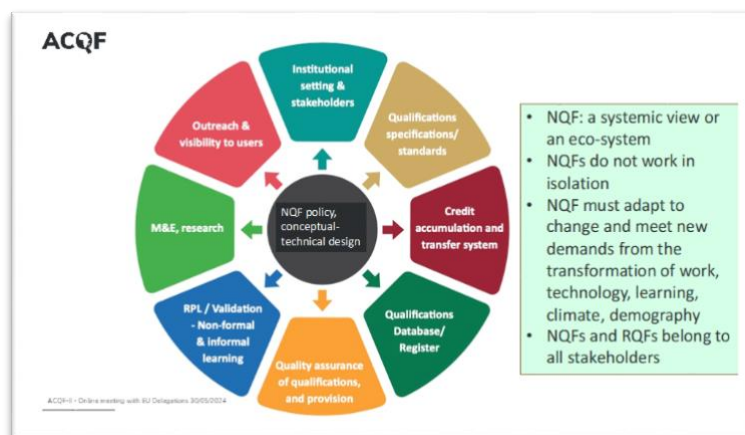 ACQF
Institutional
setting &
stakeholders
Qualifications
specifications/
standards
Credit
accumulation and
transfer system
Qualifications
Database/
Register
Quality assurance
of qualifications,
and provision
RPL / Validation
- Non-formal
& informal
learning
M&E, research
Outreach &
visibility to users
NQF policy,
conceptual-
technical design
• NQF: a systemic view or
an eco-system
• NQFs do not work in
isolation
• NQF must adapt to
change and meet new
demands from the
transformation of work,
technology, learning,
climate, demography
• NQFs and RQFs belong to
all stakeholders
ACQF-II - Online meeting with EU Delegations 30/05/2024